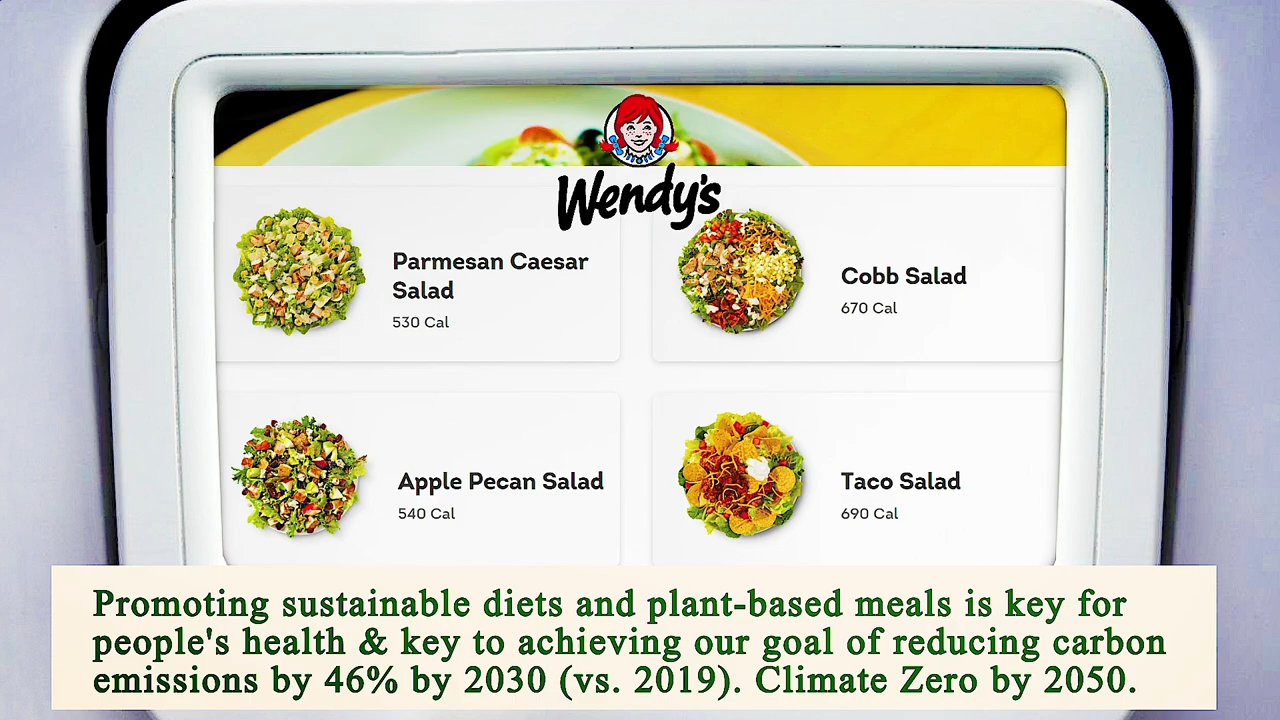 Wendy's
Parmesan Caesar
Salad
530 Cal
Cobb Salad
670 Cal
Apple Pecan Salad
540 Cal
Taco Salad
690 Cal
Promoting sustainable diets and plant-based meals is key for
people's health & key to achieving our goal of reducing carbon
emissions by 46% by 2030 (vs. 2019). Climate Zero by 2050.